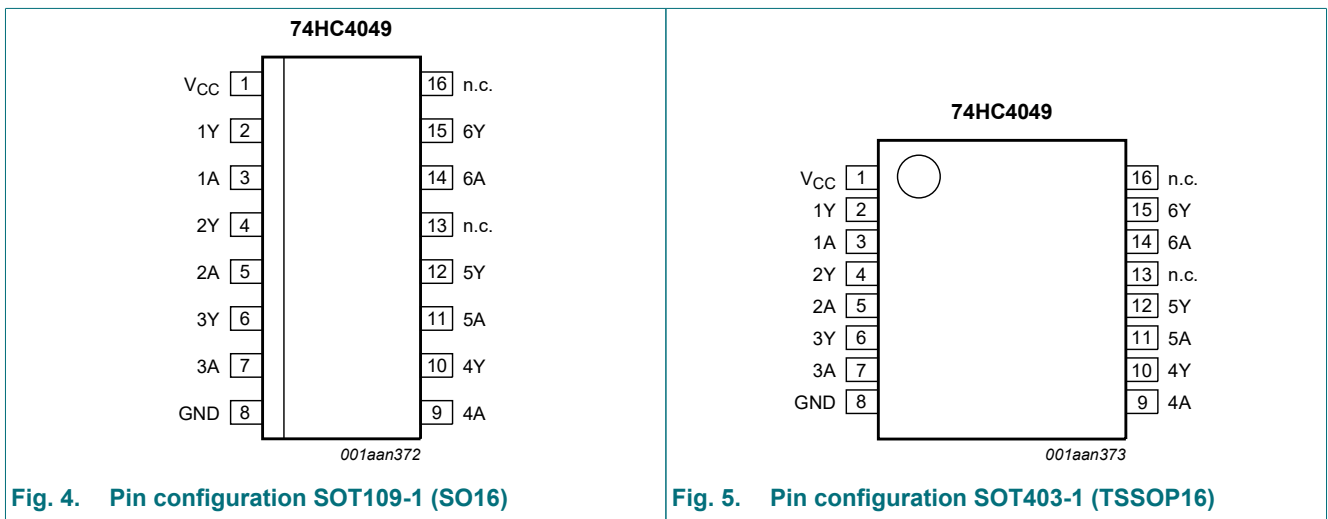 74HC4049
VCC 1 16 n.c.
1Y 2 15 6Y
1A 3 14 6A
2Y 4 13 n.c.
2A 5 12 5Y
3Y 6 11 5A
3A 7 10 4Y
GND 8 9 4A
001aan372
Fig. 4. Pin configuration SOT109-1 (SO16)
74HC4049
VCC 1 16 n.c.
1Y 2 15 6Y
1A 3 14 6A
2Y 4 13 n.c.
2A 5 12 5Y
3Y 6 11 5A
3A 7 10 4Y
GND 8 9 4A
001aan373
Fig. 5. Pin configuration SOT403-1 (TSSOP16)